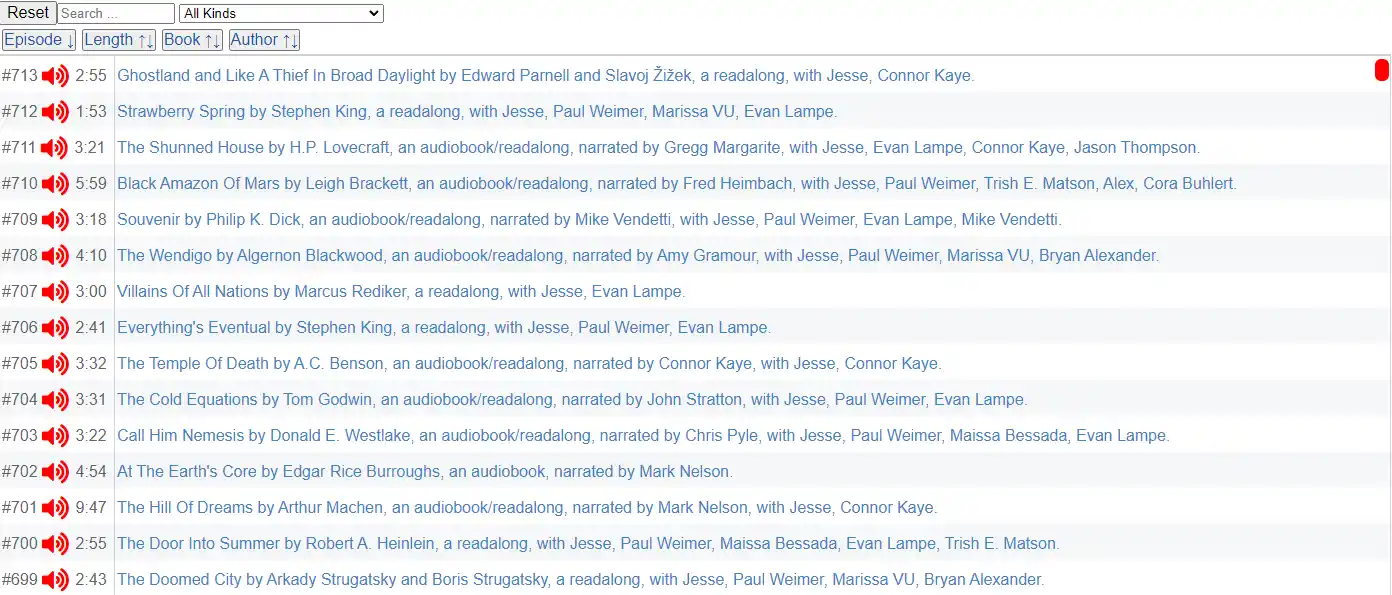 Reset Search ... All Kinds
Episode ↓ Length ↑↓ Book ↑↓ Author ↑↓
#713 2:55 Ghostland and Like A Thief In Broad Daylight by Edward Parnell and Slavoj Žižek, a readalong, with Jesse, Connor Kaye.
#712 1:53 Strawberry Spring by Stephen King, a readalong, with Jesse, Paul Weimer, Marissa VU, Evan Lampe.
#711 3:21 The Shunned House by H.P. Lovecraft, an audiobook/readalong, narrated by Gregg Margarite, with Jesse, Evan Lampe, Connor Kaye, Jason Thompson.
#710 5:59 Black Amazon Of Mars by Leigh Brackett, an audiobook/readalong, narrated by Fred Heimbach, with Jesse, Paul Weimer, Trish E. Matson, Alex, Cora Buhlert.
#709 3:18 Souvenir by Philip K. Dick, an audiobook/readalong, narrated by Mike Vendetti, with Jesse, Paul Weimer, Evan Lampe, Mike Vendetti.
#708 4:10 The Wendigo by Algernon Blackwood, an audiobook/readalong, narrated by Amy Gramour, with Jesse, Paul Weimer, Marissa VU, Bryan Alexander.
#707 3:00 Villains Of All Nations by Marcus Rediker, a readalong, with Jesse, Evan Lampe.
#706 2:41 Everything's Eventual by Stephen King, a readalong, with Jesse, Paul Weimer, Evan Lampe.
#705 3:32 The Temple Of Death by A.C. Benson, an audiobook/readalong, narrated by Connor Kaye, with Jesse, Connor Kaye.
#704 3:31 The Cold Equations by Tom Godwin, an audiobook/readalong, narrated by John Stratton, with Jesse, Paul Weimer, Evan Lampe.
#703 3:22 Call Him Nemesis by Donald E. Westlake, an audiobook/readalong, narrated by Chris Pyle, with Jesse, Paul Weimer, Maissa Bessada, Evan Lampe.
#702 4:54 At The Earth's Core by Edgar Rice Burroughs, an audiobook, narrated by Mark Nelson.
#701 9:47 The Hill Of Dreams by Arthur Machen, an audiobook/readalong, narrated by Mark Nelson, with Jesse, Connor Kaye.
#700 2:55 The Door Into Summer by Robert A. Heinlein, a readalong, with Jesse, Paul Weimer, Maissa Bessada, Evan Lampe, Trish E. Matson.
#699 2:43 The Doomed City by Arkady Strugatsky and Boris Strugatsky, a readalong, with Jesse, Paul Weimer, Marissa VU, Bryan Alexander.